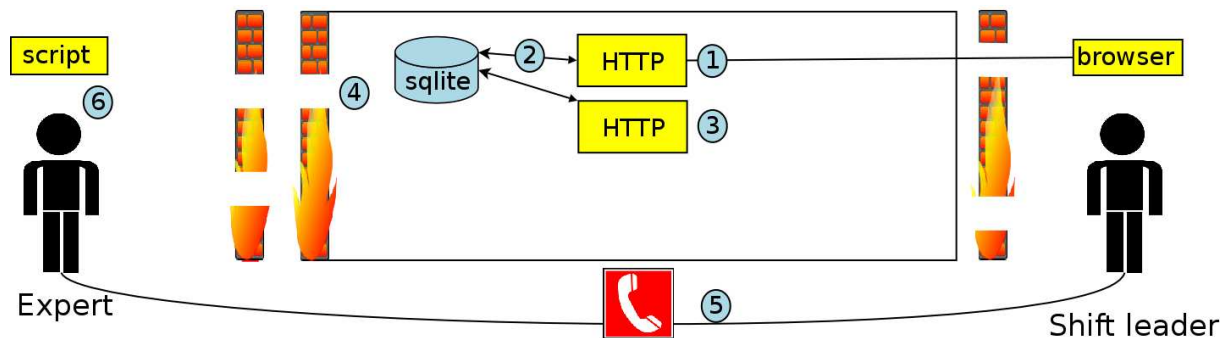 script
sqlite
2
HTTP
1
browser
4
HTTP
3
6
Expert
5
Shift leader